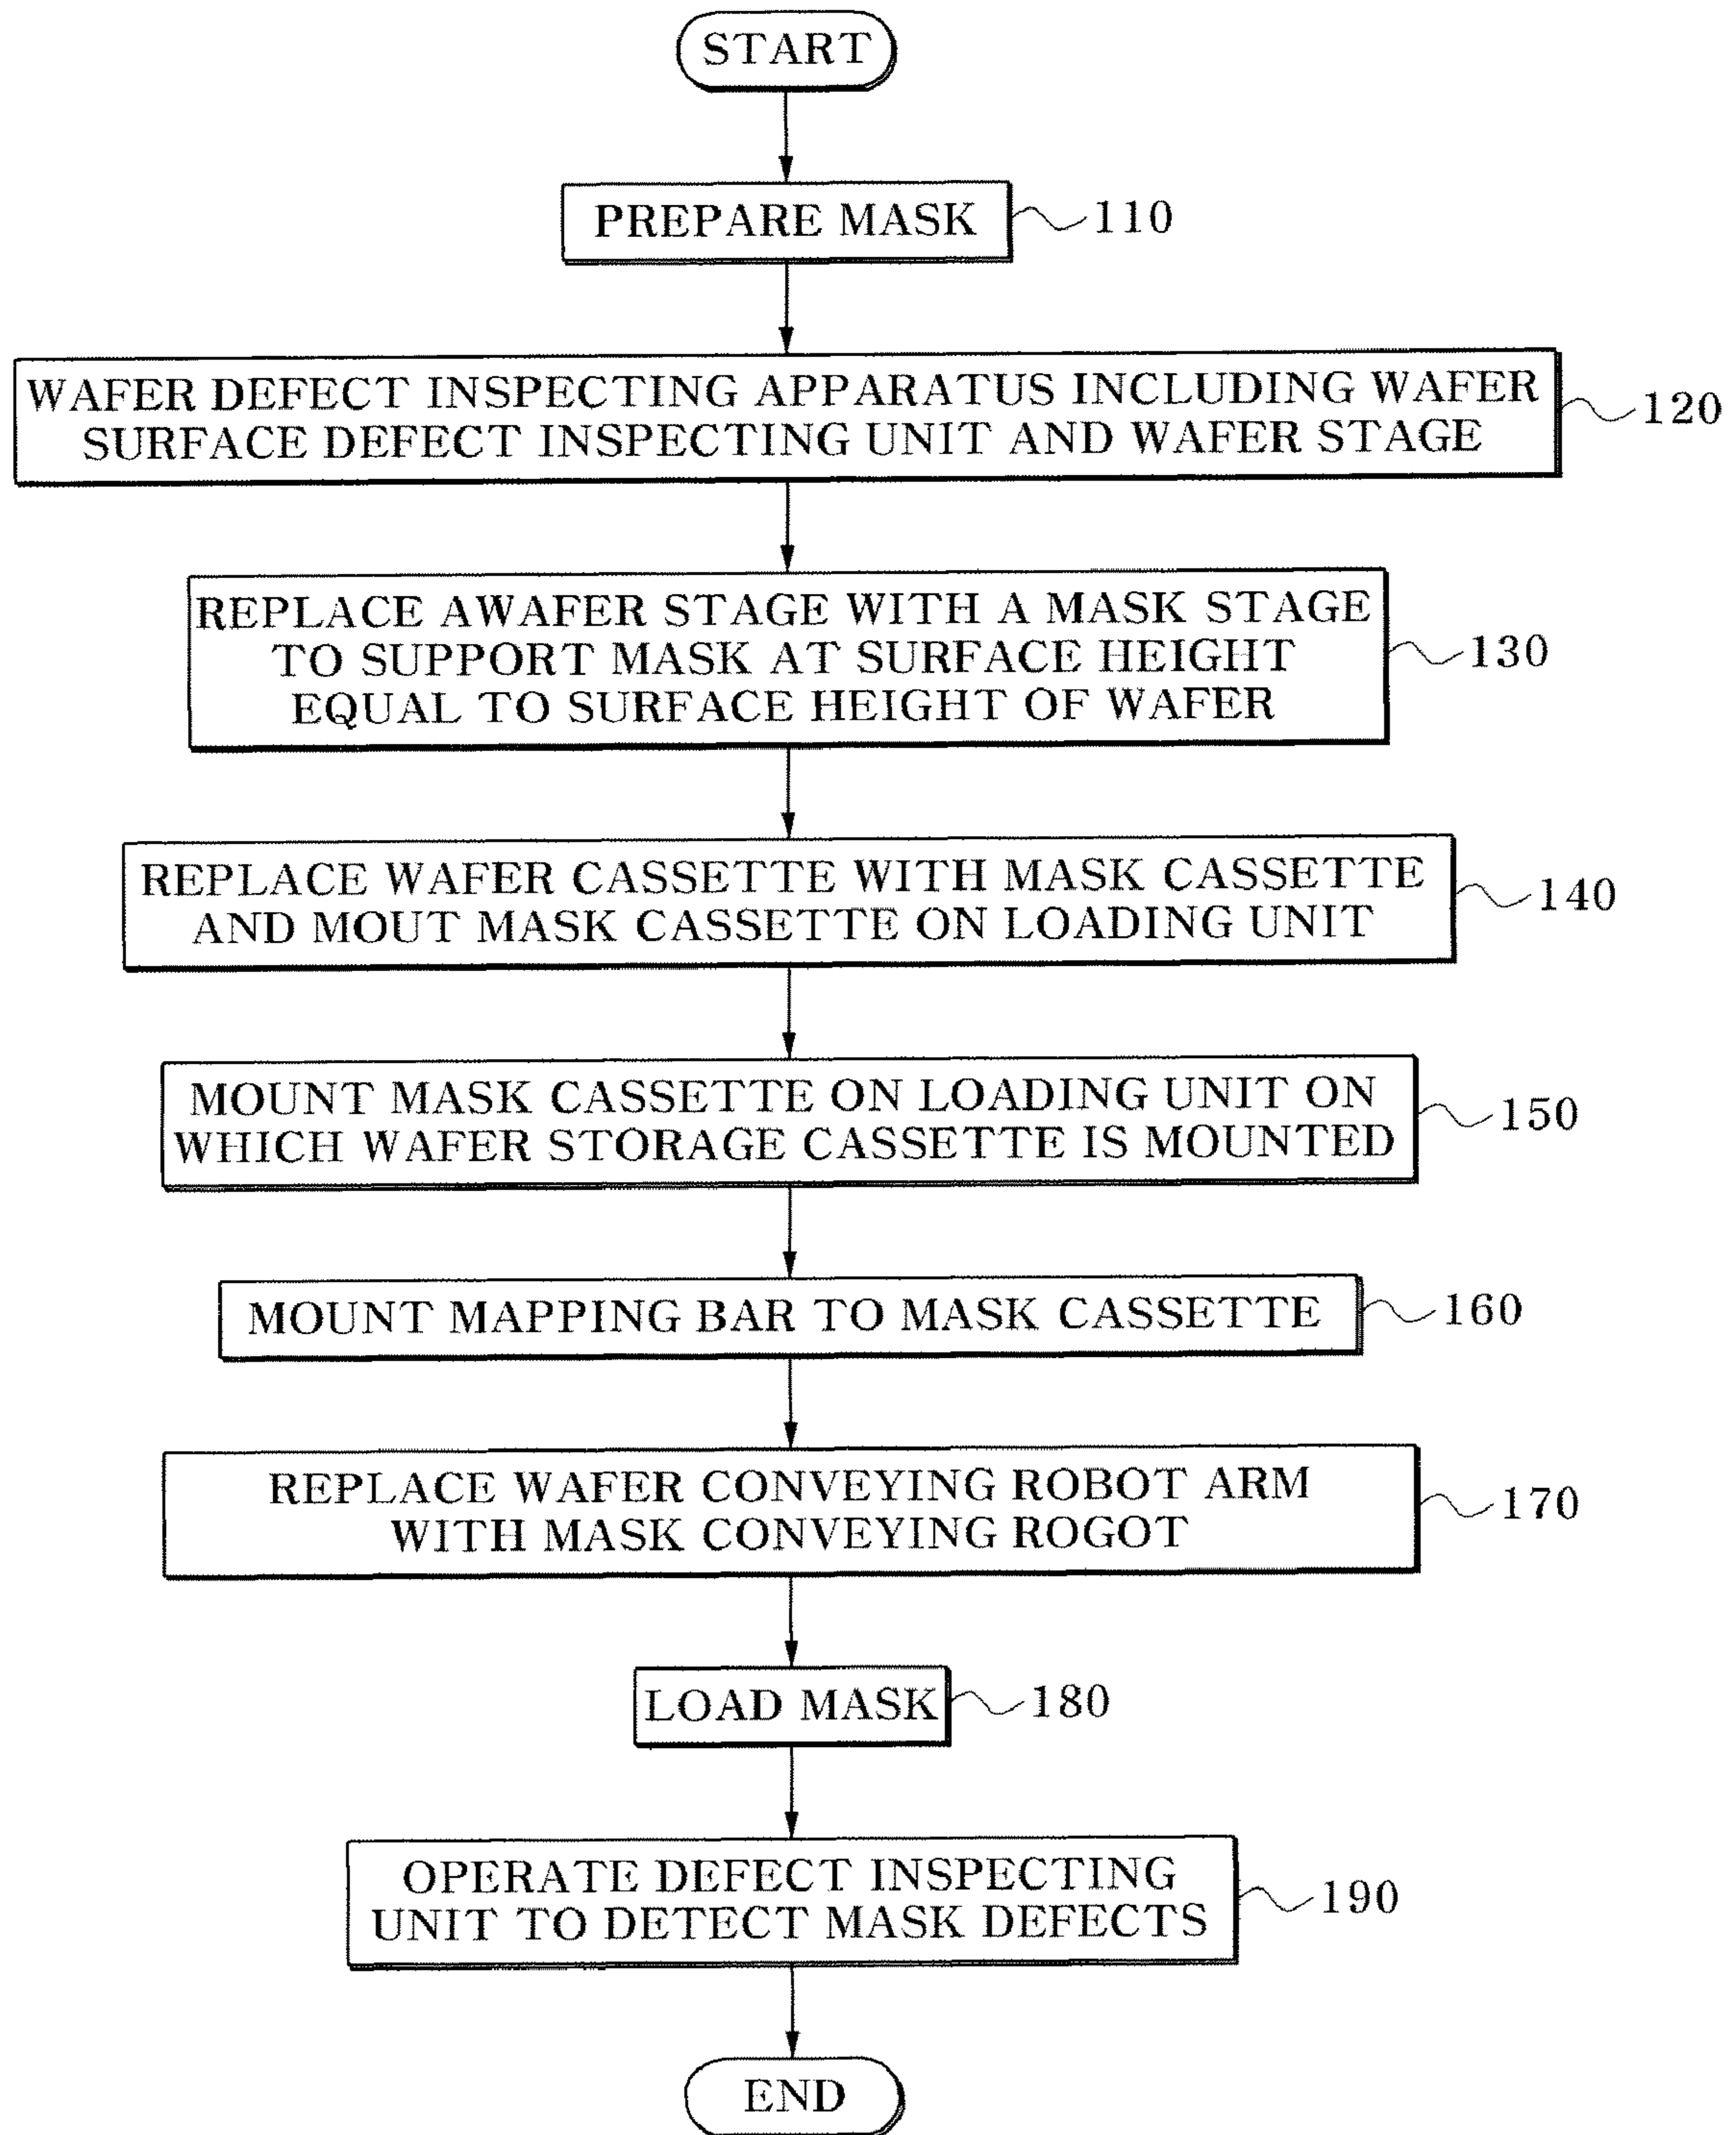 START
PREPARE MASK
110
WAFER DEFECT INSPECTING APPARATUS INCLUDING WAFER
SURFACE DEFECT INSPECTING UNIT AND WAFER STAGE
120
REPLACE AWAFER STAGE WITH A MASK STAGE
TO SUPPORT MASK AT SURFACE HEIGHT
EQUAL TO SURFACE HEIGHT OF WAFER
130
REPLACE WAFER CASSETTE WITH MASK CASSETTE
AND MOUT MASK CASSETTE ON LOADING UNIT
140
MOUNT MASK CASSETTE ON LOADING UNIT ON
WHICH WAFER STORAGE CASSETTE IS MOUNTED
150
MOUNT MAPPING BAR TO MASK CASSETTE
160
REPLACE WAFER CONVEYING ROBOT ARM
WITH MASK CONVEYING ROGOT
170
LOAD MASK
180
OPERATE DEFECT INSPECTING
UNIT TO DETECT MASK DEFECTS
190
END